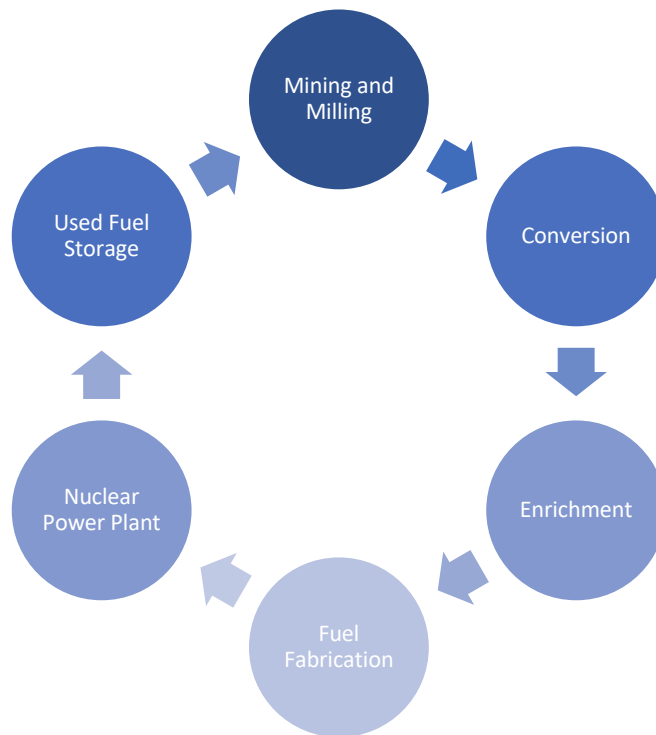 Mining and
Milling
Conversion
Enrichment
Fuel
Fabrication
Nuclear
Power Plant
Used Fuel
Storage